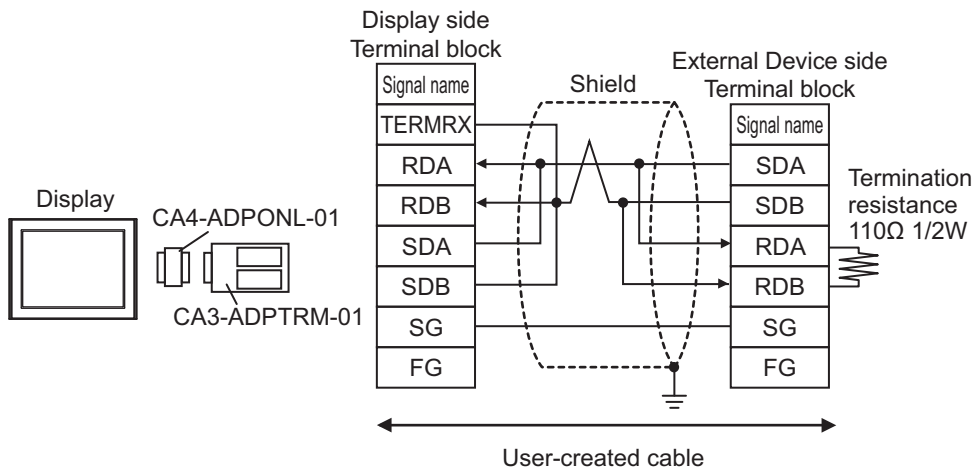 Display side
Terminal block
Signal name
TERMRX
RDA
RDB
SDA
SDB
SG
FG
Shield
External Device side
Terminal block
Signal name
SDA
SDB
RDA
RDB
SG
FG
Termination
resistance
110Ω 1/2W
Display
CA4-ADPONL-01
CA3-ADPTRM-01
User-created cable